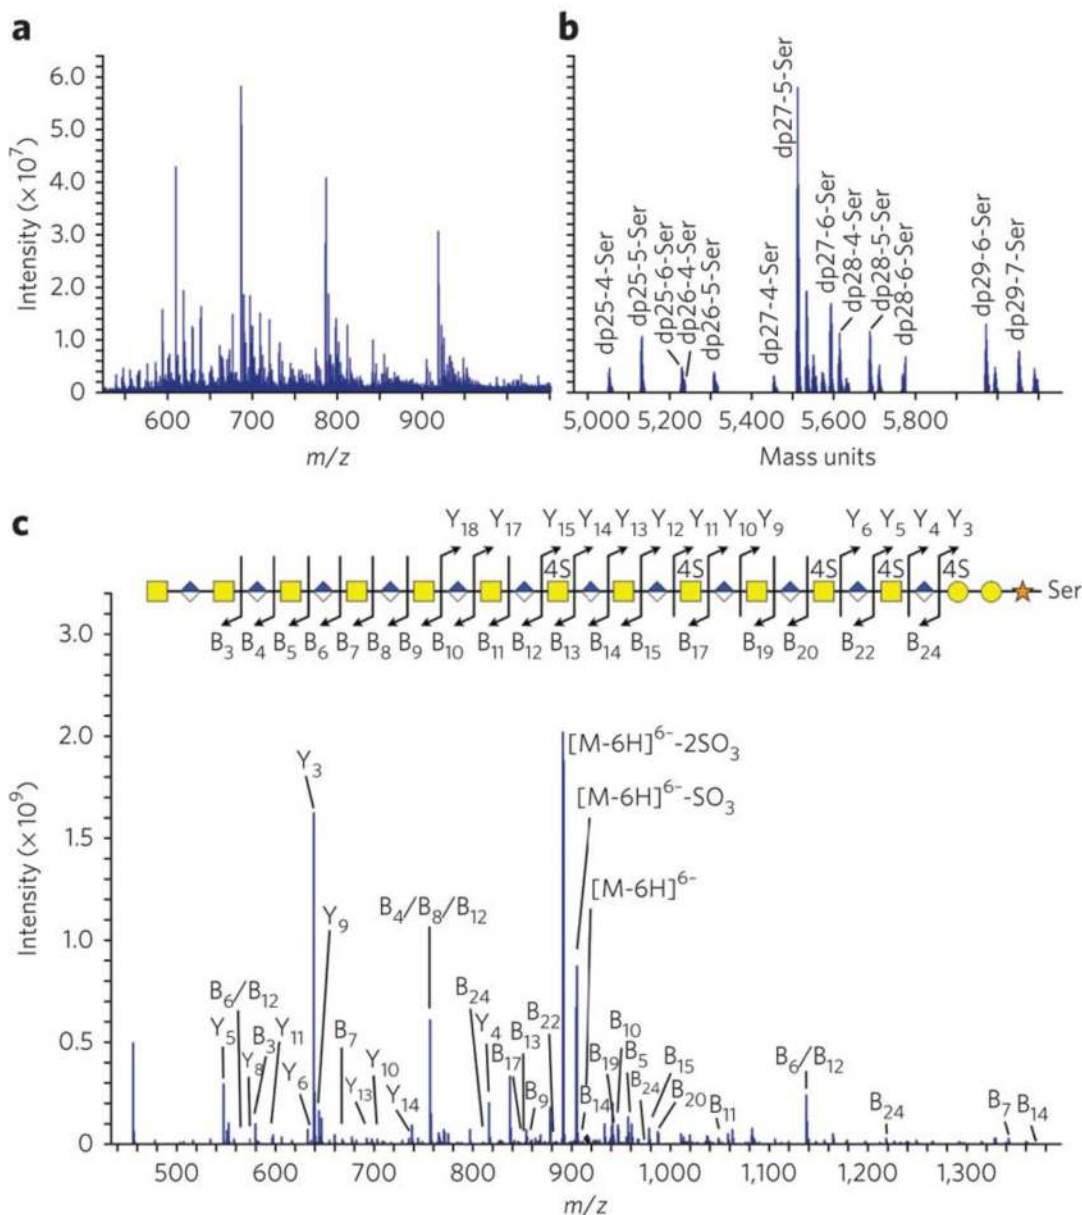 a
Intensity (×10⁷)
6.0
5.0
4.0
3.0
2.0
1.0
0
600 700 800 900
m/z
b
dp25-4-Ser
dp25-5-Ser
dp25-6-Ser
dp26-4-Ser
dp26-5-Ser
dp27-4-Ser
dp27-5-Ser
dp27-6-Ser
dp28-4-Ser
dp28-5-Ser
dp28-6-Ser
dp29-6-Ser
dp29-7-Ser
5,000 5,200 5,400 5,600 5,800
Mass units
c
Y₁₈ Y₁₇ Y₁₅ Y₁₄ Y₁₃ Y₁₂ Y₁₁ Y₁₀ Y₉ Y₆ Y₅ Y₄ Y₃
4S 4S 4S 4S 4S
Ser
B₃ B₄ B₅ B₆ B₇ B₈ B₉ B₁₀ B₁₁ B₁₂ B₁₃ B₁₄ B₁₅ B₁₇ B₁₉ B₂₀ B₂₂ B₂₄
Intensity (×10⁹)
3.0
2.0
1.0
0.5
0
1.5
[M-6H]⁶⁻-2SO₃
[M-6H]⁶⁻-SO₃
[M-6H]⁶⁻
Y₃
Y₉
B₄/B₈/B₁₂
B₆/B₁₂
Y₅
Y₈
B₃
Y₁₁
Y₆
B₇
Y₁₃
Y₁₀
Y₁₄
B₂₄
Y₄
B₁₇
B₁₃
B₉
B₂₂
B₁₄
B₁₉
B₁₀
B₅
B₂₄
B₁₅
B₂₀
B₁₁
B₆/B₁₂
B₂₄
B₇
B₁₄
500 600 700 800 900 1,000 1,100 1,200 1,300
m/z